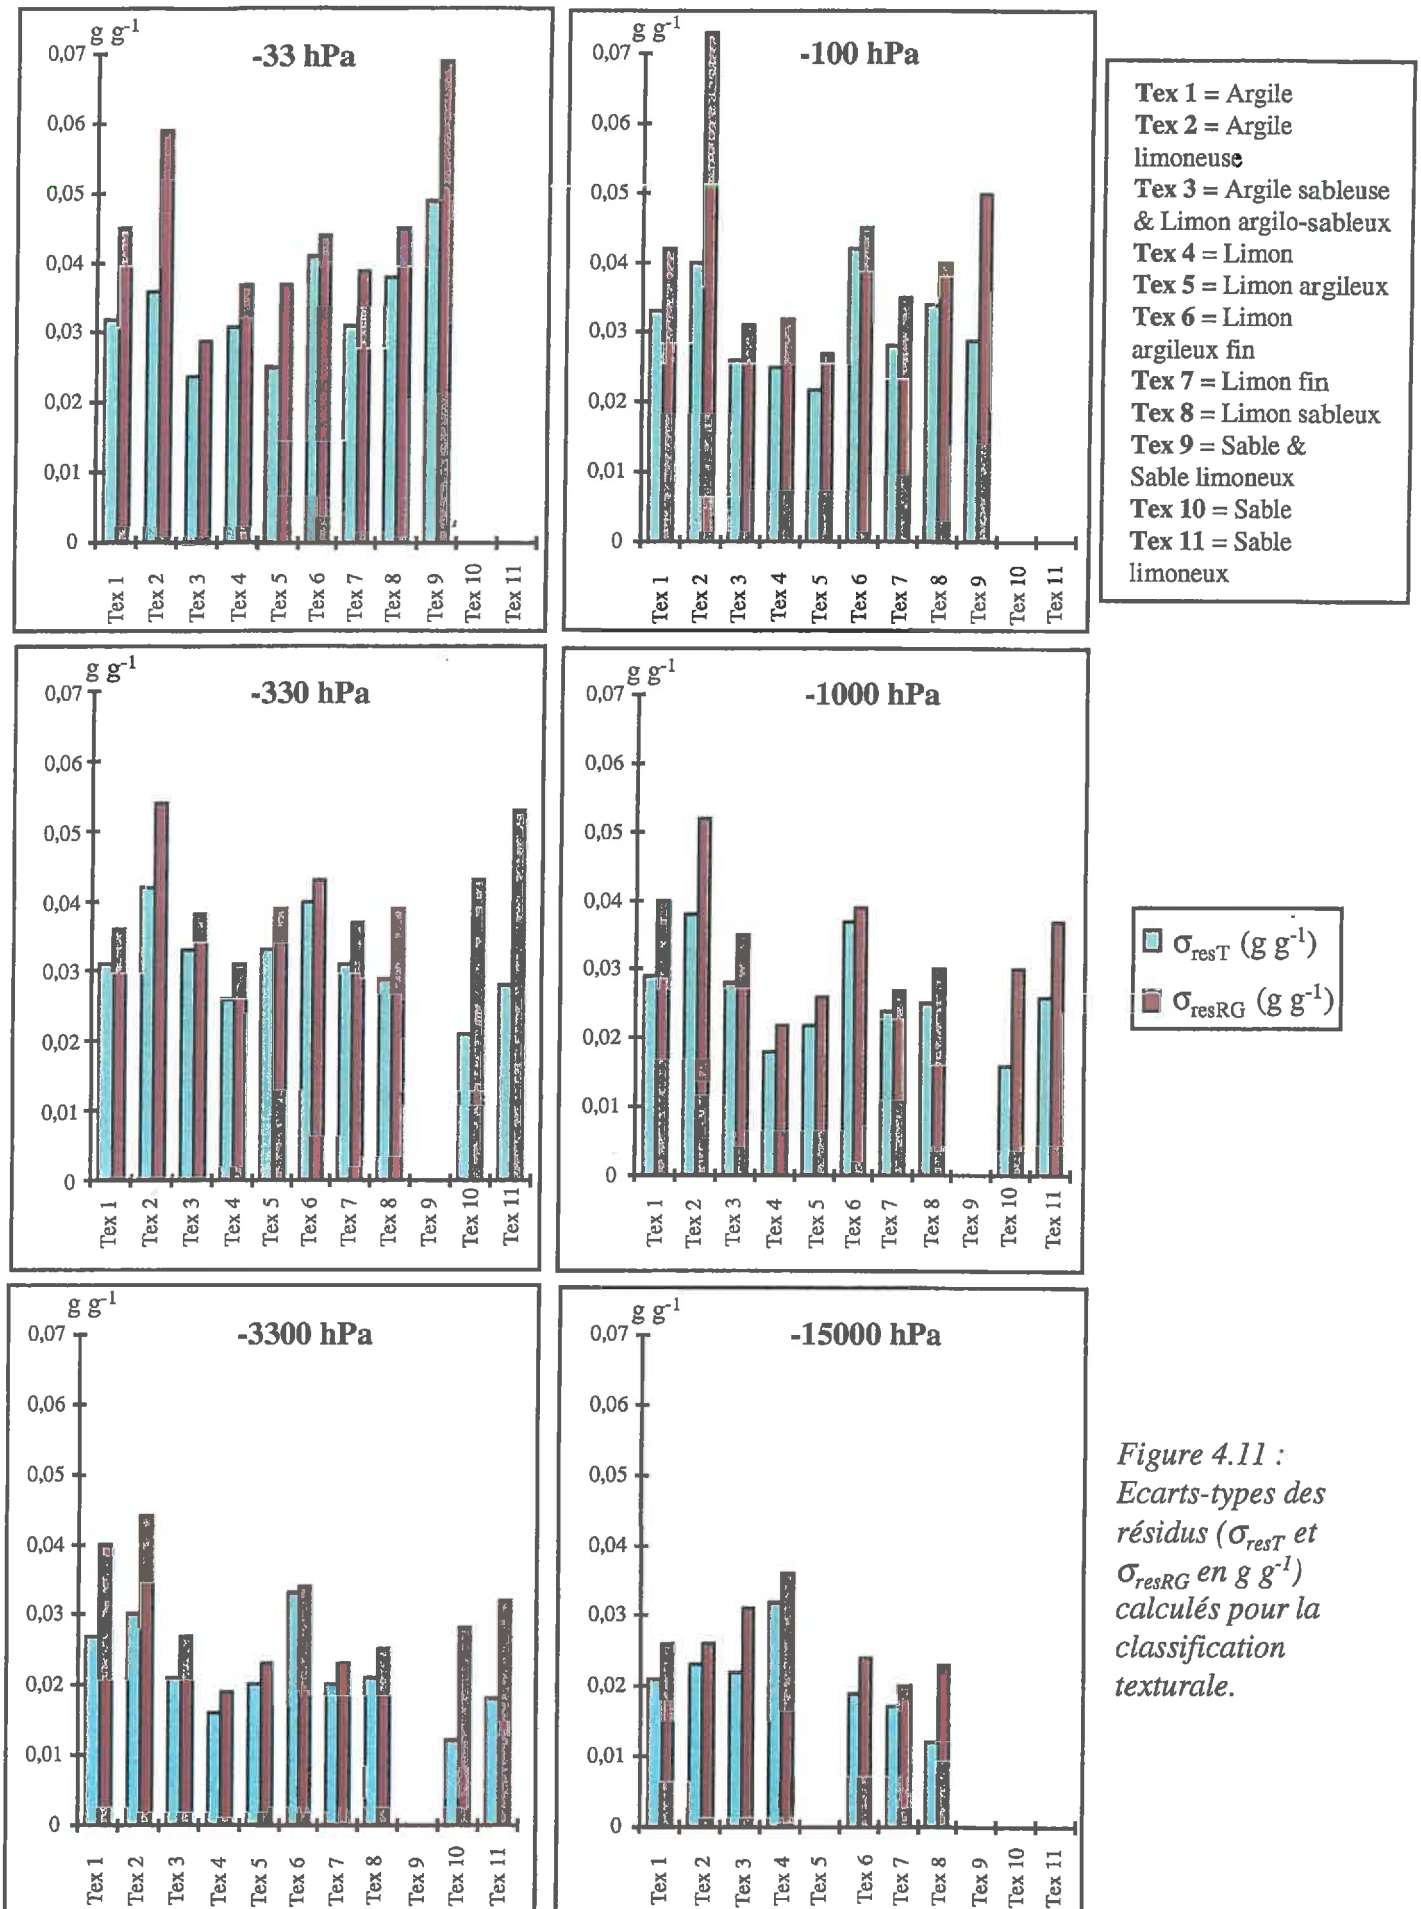 g g-1
-33 hPa
0,07
0,06
0,05
0,04
0,03
0,02
0,01
0
Tex 1
Tex 2
Tex 3
Tex 4
Tex 5
Tex 6
Tex 7
Tex 8
Tex 9
Tex 10
Tex 11
g g-1
-100 hPa
0,07
0,06
0,05
0,04
0,03
0,02
0,01
0
Tex 1
Tex 2
Tex 3
Tex 4
Tex 5
Tex 6
Tex 7
Tex 8
Tex 9
Tex 10
Tex 11
Tex 1 = Argile
Tex 2 = Argile
limoneuse
Tex 3 = Argile sableuse
& Limon argilo-sableux
Tex 4 = Limon
Tex 5 = Limon argileux
Tex 6 = Limon
argileux fin
Tex 7 = Limon fin
Tex 8 = Limon sableux
Tex 9 = Sable &
Sable limoneux
Tex 10 = Sable
Tex 11 = Sable
limoneux
g g-1
-330 hPa
0,07
0,06
0,05
0,04
0,03
0,02
0,01
0
Tex 1
Tex 2
Tex 3
Tex 4
Tex 5
Tex 6
Tex 7
Tex 8
Tex 9
Tex 10
Tex 11
g g-1
-1000 hPa
0,07
0,06
0,05
0,04
0,03
0,02
0,01
0
Tex 1
Tex 2
Tex 3
Tex 4
Tex 5
Tex 6
Tex 7
Tex 8
Tex 9
Tex 10
Tex 11
σresT (g g-1)
σresRG (g g-1)
g g-1
-3300 hPa
0,07
0,06
0,05
0,04
0,03
0,02
0,01
0
Tex 1
Tex 2
Tex 3
Tex 4
Tex 5
Tex 6
Tex 7
Tex 8
Tex 9
Tex 10
Tex 11
g g-1
-15000 hPa
0,07
0,06
0,05
0,04
0,03
0,02
0,01
0
Tex 1
Tex 2
Tex 3
Tex 4
Tex 5
Tex 6
Tex 7
Tex 8
Tex 9
Tex 10
Tex 11
Figure 4.11 :
Ecarts-types des
résidus (σresT et
σresRG en g g-1)
calculés pour la
classification
texturale.